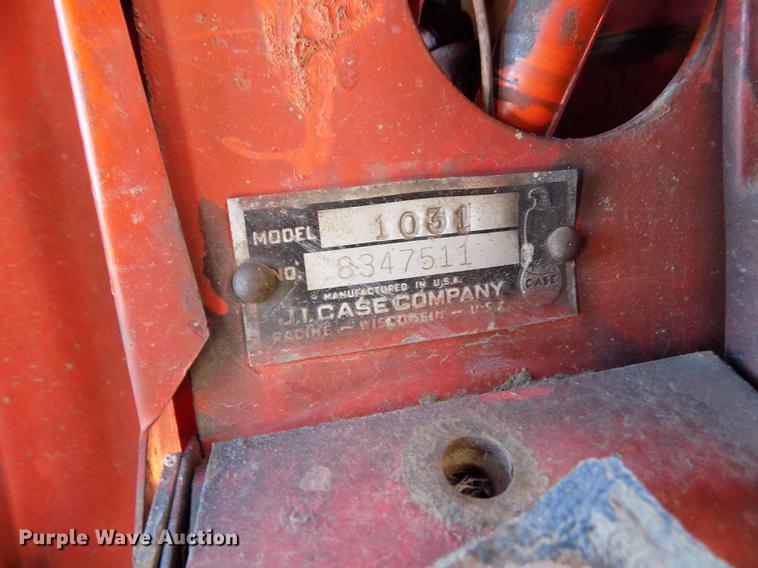 MODEL 1031
NO. 8347511
MANUFACTURED IN U.S.A.
CASE
J.I. CASE COMPANY
RACINE - WISCONSIN - U.S.A.
Purple Wave Auction